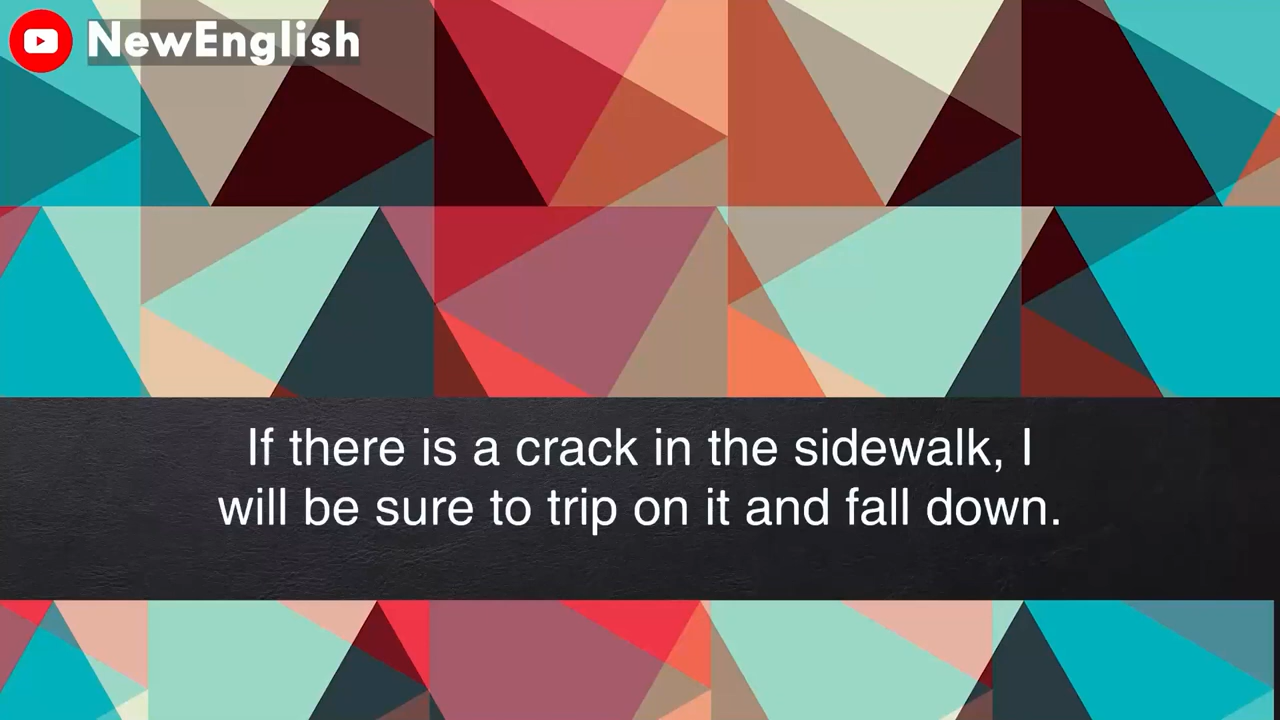 NewEnglish
If there is a crack in the sidewalk, I
will be sure to trip on it and fall down.